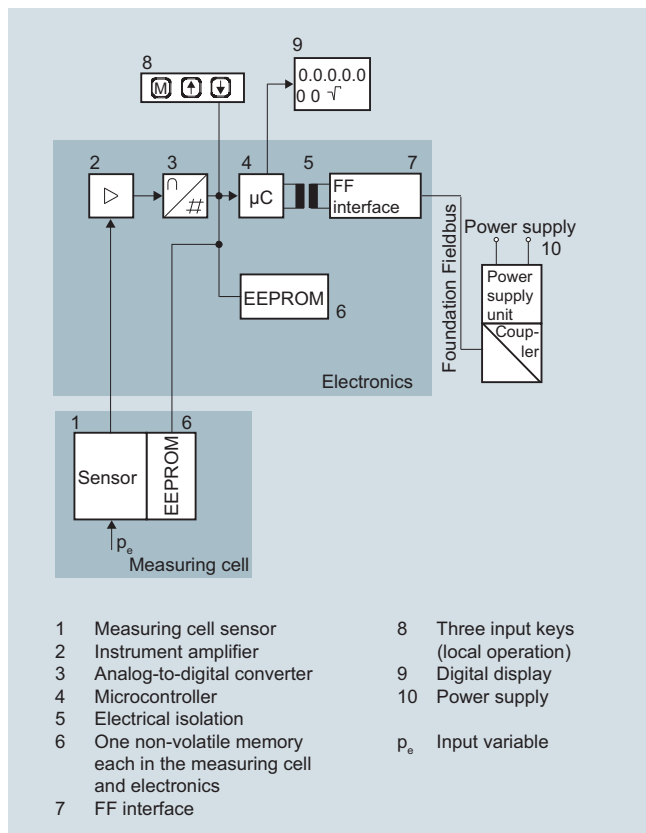 8
9
M
0.0.0.0.0
0 0 √
2
3
4
5
7
∩
#
µC
FF
interface
Power supply
10
Foundation Fieldbus
Power
supply
unit
Coup-
ler
EEPROM
6
Electronics
1
6
Sensor
EEPROM
pe
Measuring cell
1 Measuring cell sensor
2 Instrument amplifier
3 Analog-to-digital converter
4 Microcontroller
5 Electrical isolation
6 One non-volatile memory
each in the measuring cell
and electronics
7 FF interface
8 Three input keys
(local operation)
9 Digital display
10 Power supply
pe Input variable